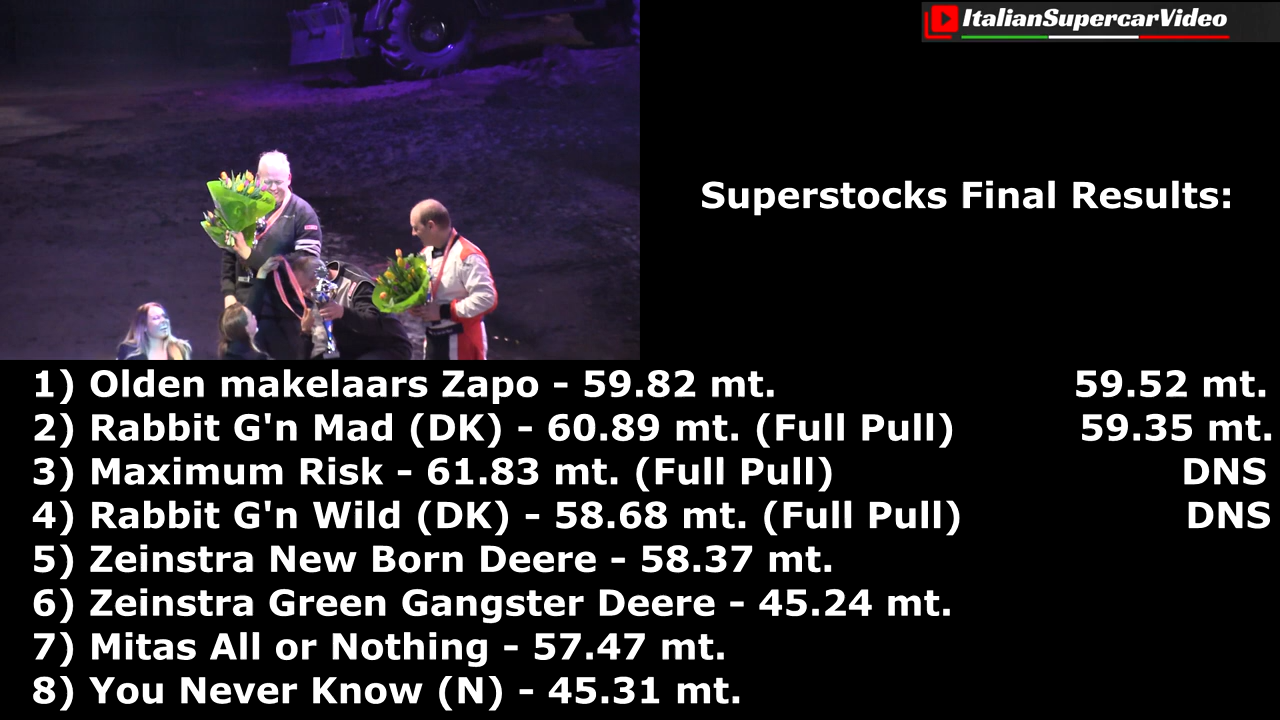 ItalianSupercarVideo
Superstocks Final Results:
1) Olden makelaars Zapo - 59.82 mt. 59.52 mt.
2) Rabbit G'n Mad (DK) - 60.89 mt. (Full Pull) 59.35 mt.
3) Maximum Risk - 61.83 mt. (Full Pull) DNS
4) Rabbit G'n Wild (DK) - 58.68 mt. (Full Pull) DNS
5) Zeinstra New Born Deere - 58.37 mt.
6) Zeinstra Green Gangster Deere - 45.24 mt.
7) Mitas All or Nothing - 57.47 mt.
8) You Never Know (N) - 45.31 mt.